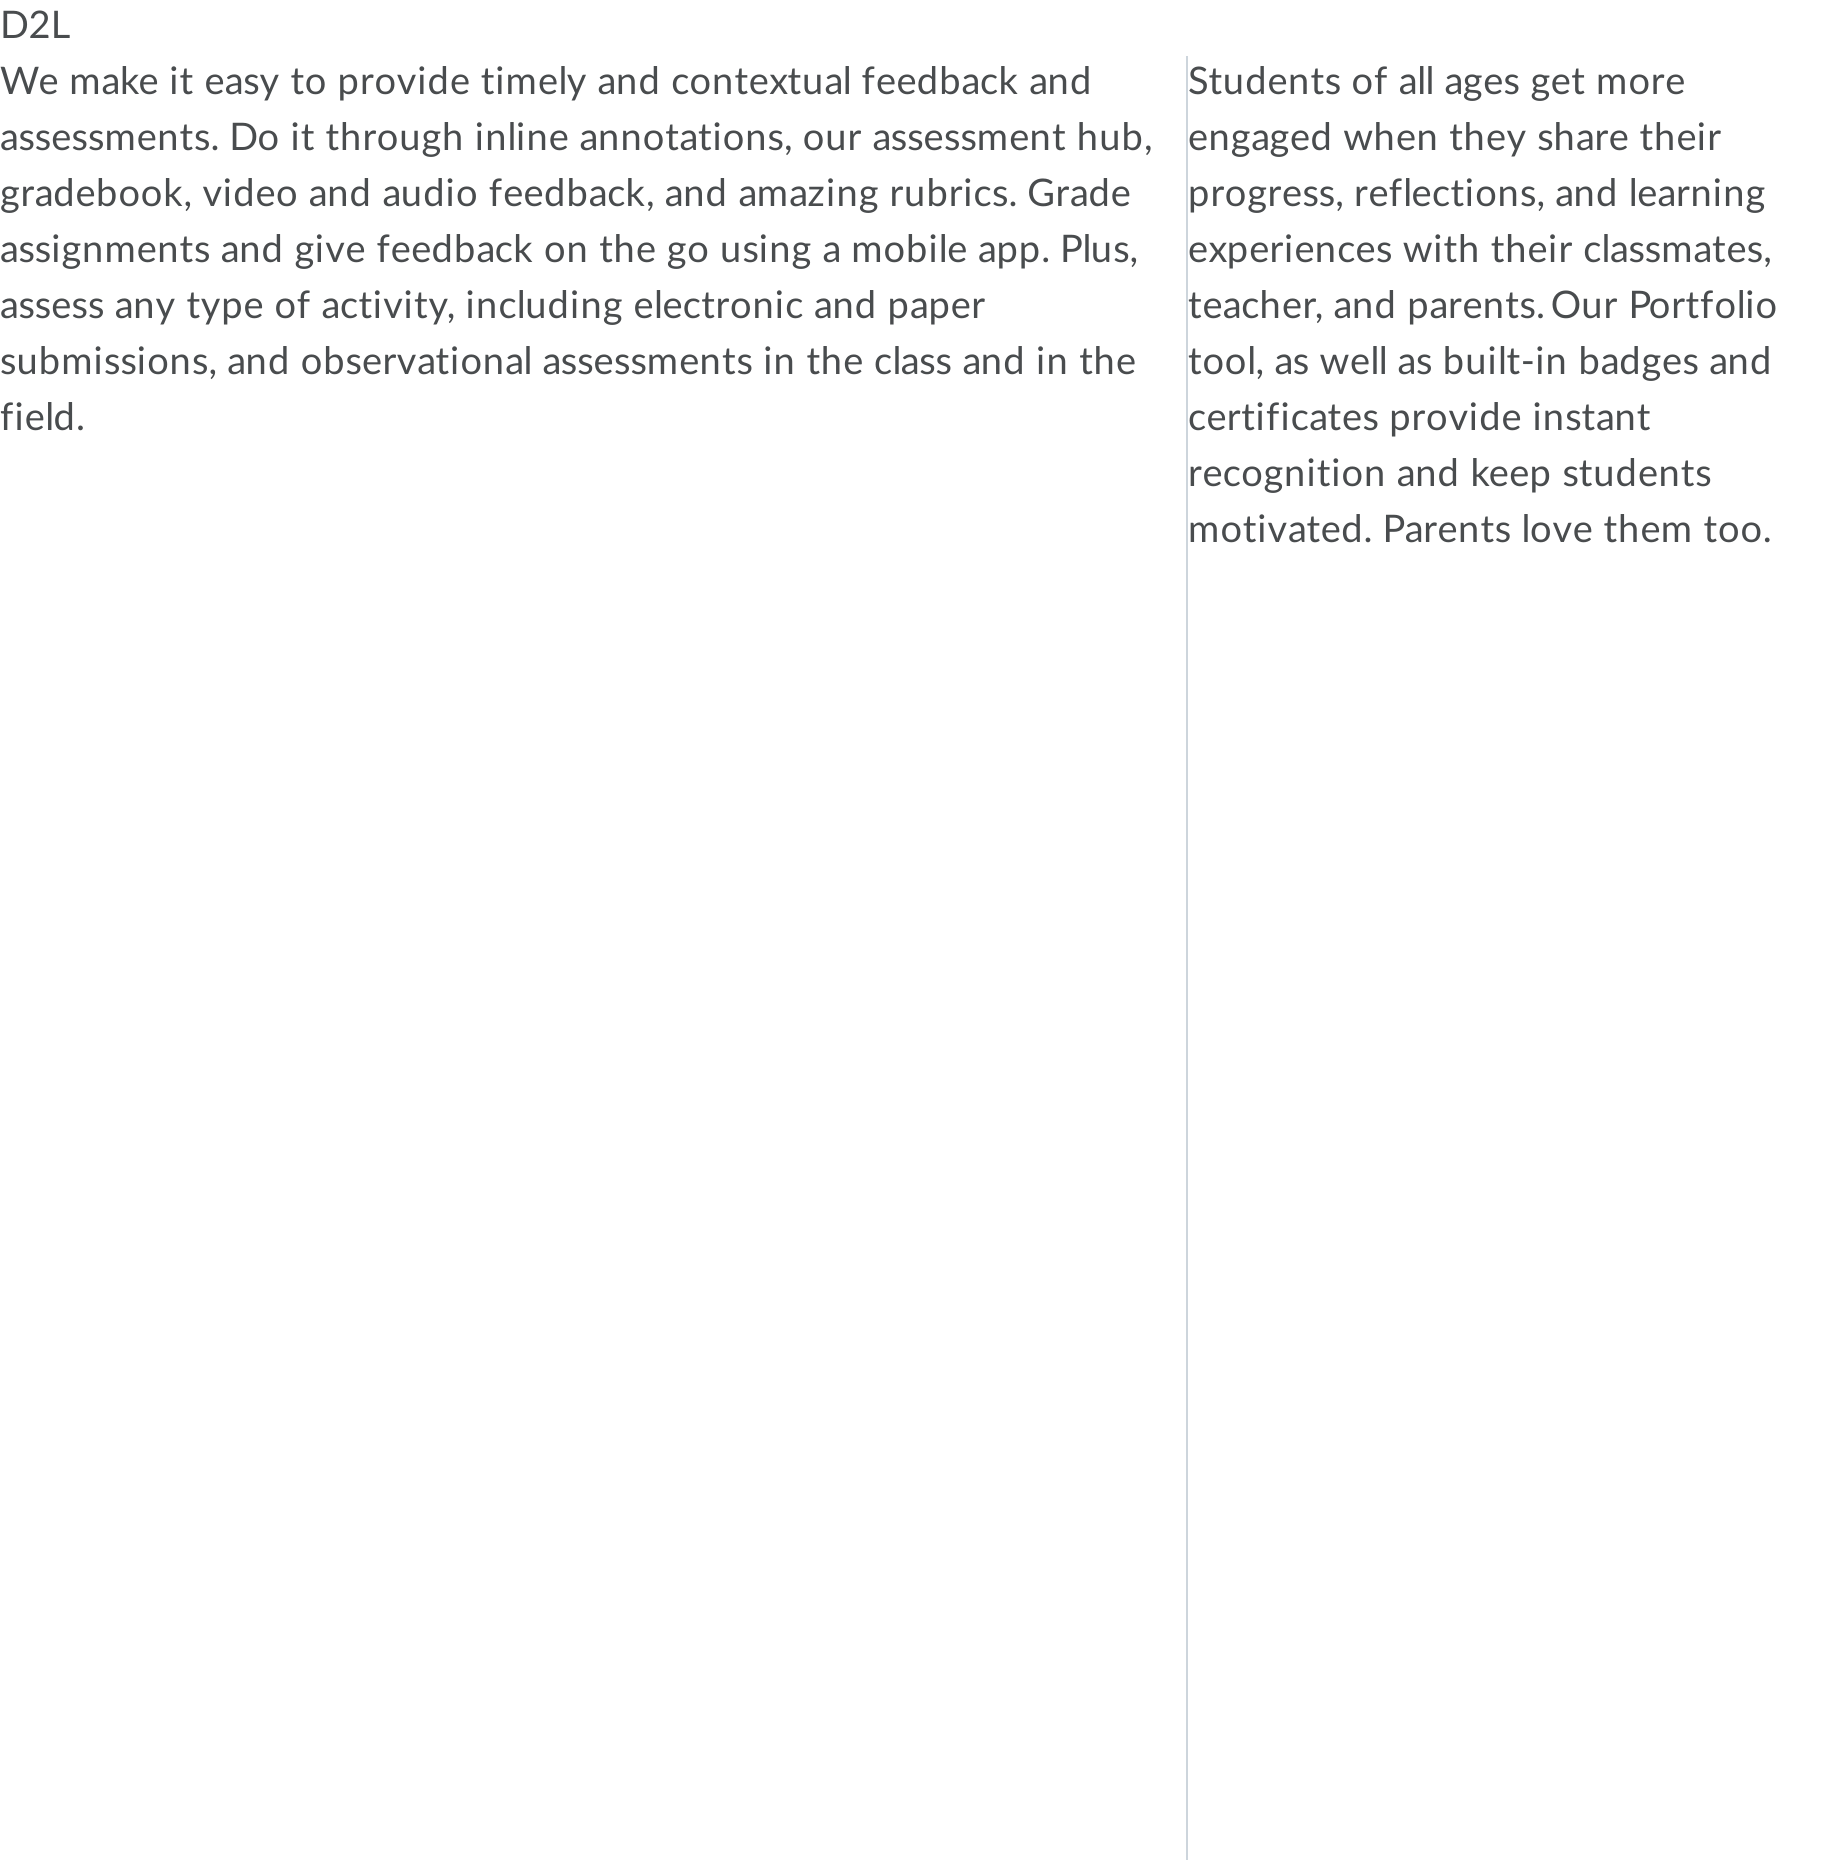 D2L
We make it easy to provide timely and contextual feedback and
assessments. Do it through inline annotations, our assessment hub,
gradebook, video and audio feedback, and amazing rubrics. Grade
assignments and give feedback on the go using a mobile app. Plus,
assess any type of activity, including electronic and paper
submissions, and observational assessments in the class and in the
field.
Students of all ages get more
engaged when they share their
progress, reflections, and learning
experiences with their classmates,
teacher, and parents. Our Portfolio
tool, as well as built-in badges and
certificates provide instant
recognition and keep students
motivated. Parents love them too.